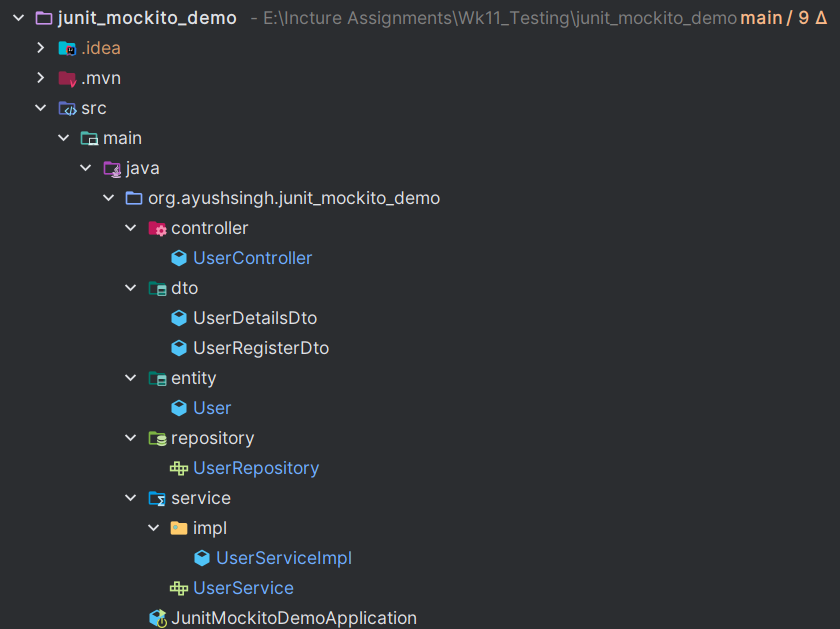 junit_mockito_demo - E:\Incture Assignments\Wk11_Testing\junit_mockito_demo main / 9 Δ
.idea
.mvn
src
main
java
org.ayushsingh.junit_mockito_demo
controller
UserController
dto
UserDetailsDto
UserRegisterDto
entity
User
repository
UserRepository
service
impl
UserServiceImpl
UserService
JunitMockitoDemoApplication